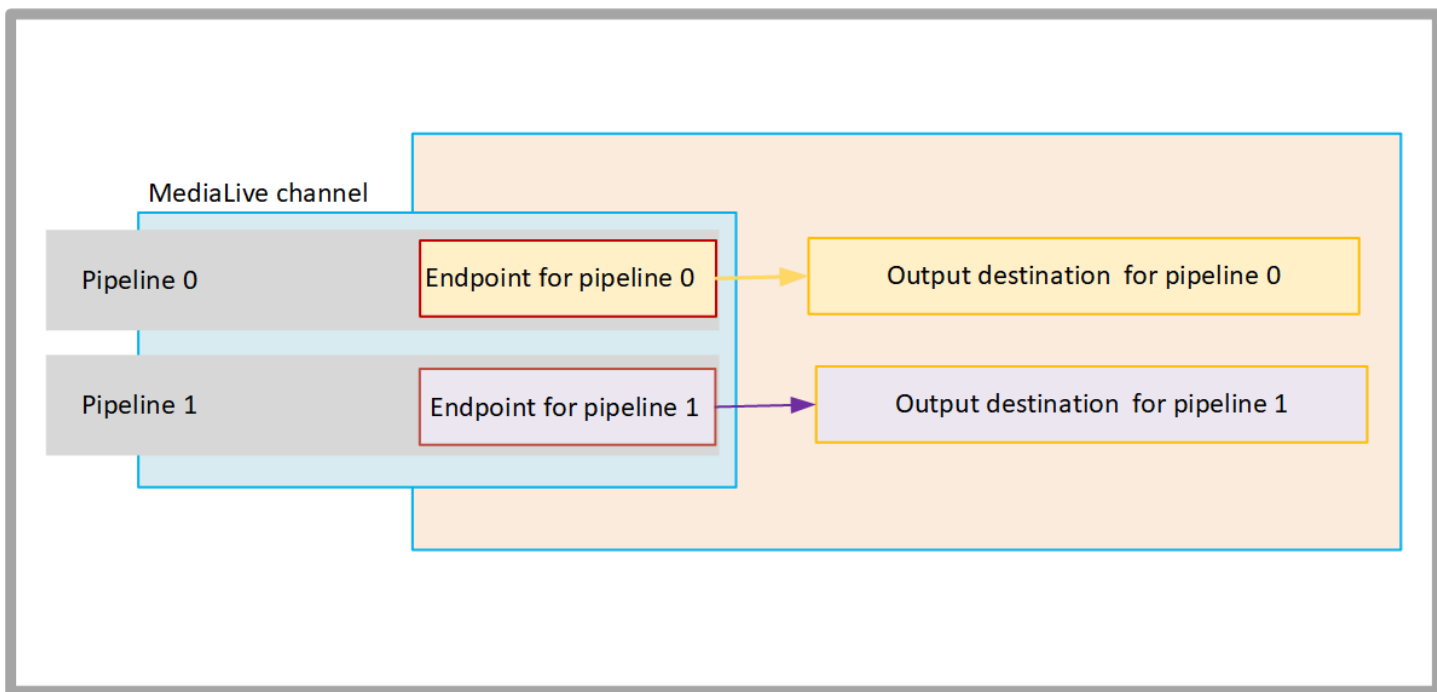 MediaLive channel
Pipeline 0
Endpoint for pipeline 0
Output destination  for pipeline 0
Pipeline 1
Endpoint for pipeline 1
Output destination  for pipeline 1